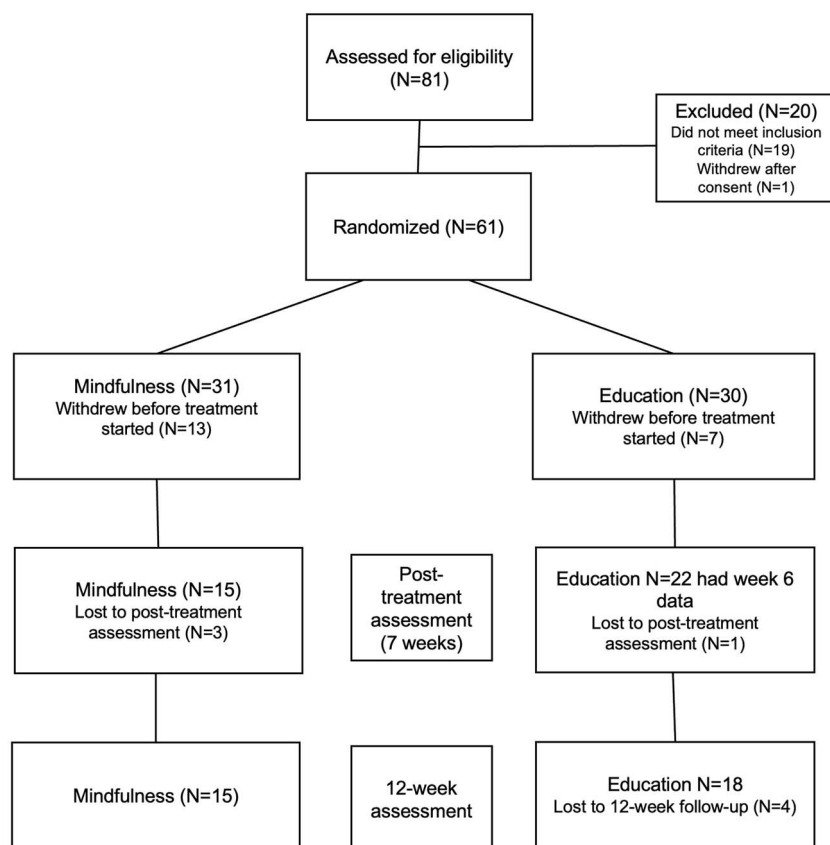 Assessed for eligibility
(N=81)
Excluded (N=20)
Did not meet inclusion
criteria (N=19)
Withdrew after
consent (N=1)
Randomized (N=61)
Mindfulness (N=31)
Withdrew before treatment
started (N=13)
Education (N=30)
Withdrew before treatment
started (N=7)
Mindfulness (N=15)
Lost to post-treatment
assessment (N=3)
Post-
treatment
assessment
(7 weeks)
Education N=22 had week 6
data
Lost to post-treatment
assessment (N=1)
Mindfulness (N=15)
12-week
assessment
Education N=18
Lost to 12-week follow-up (N=4)